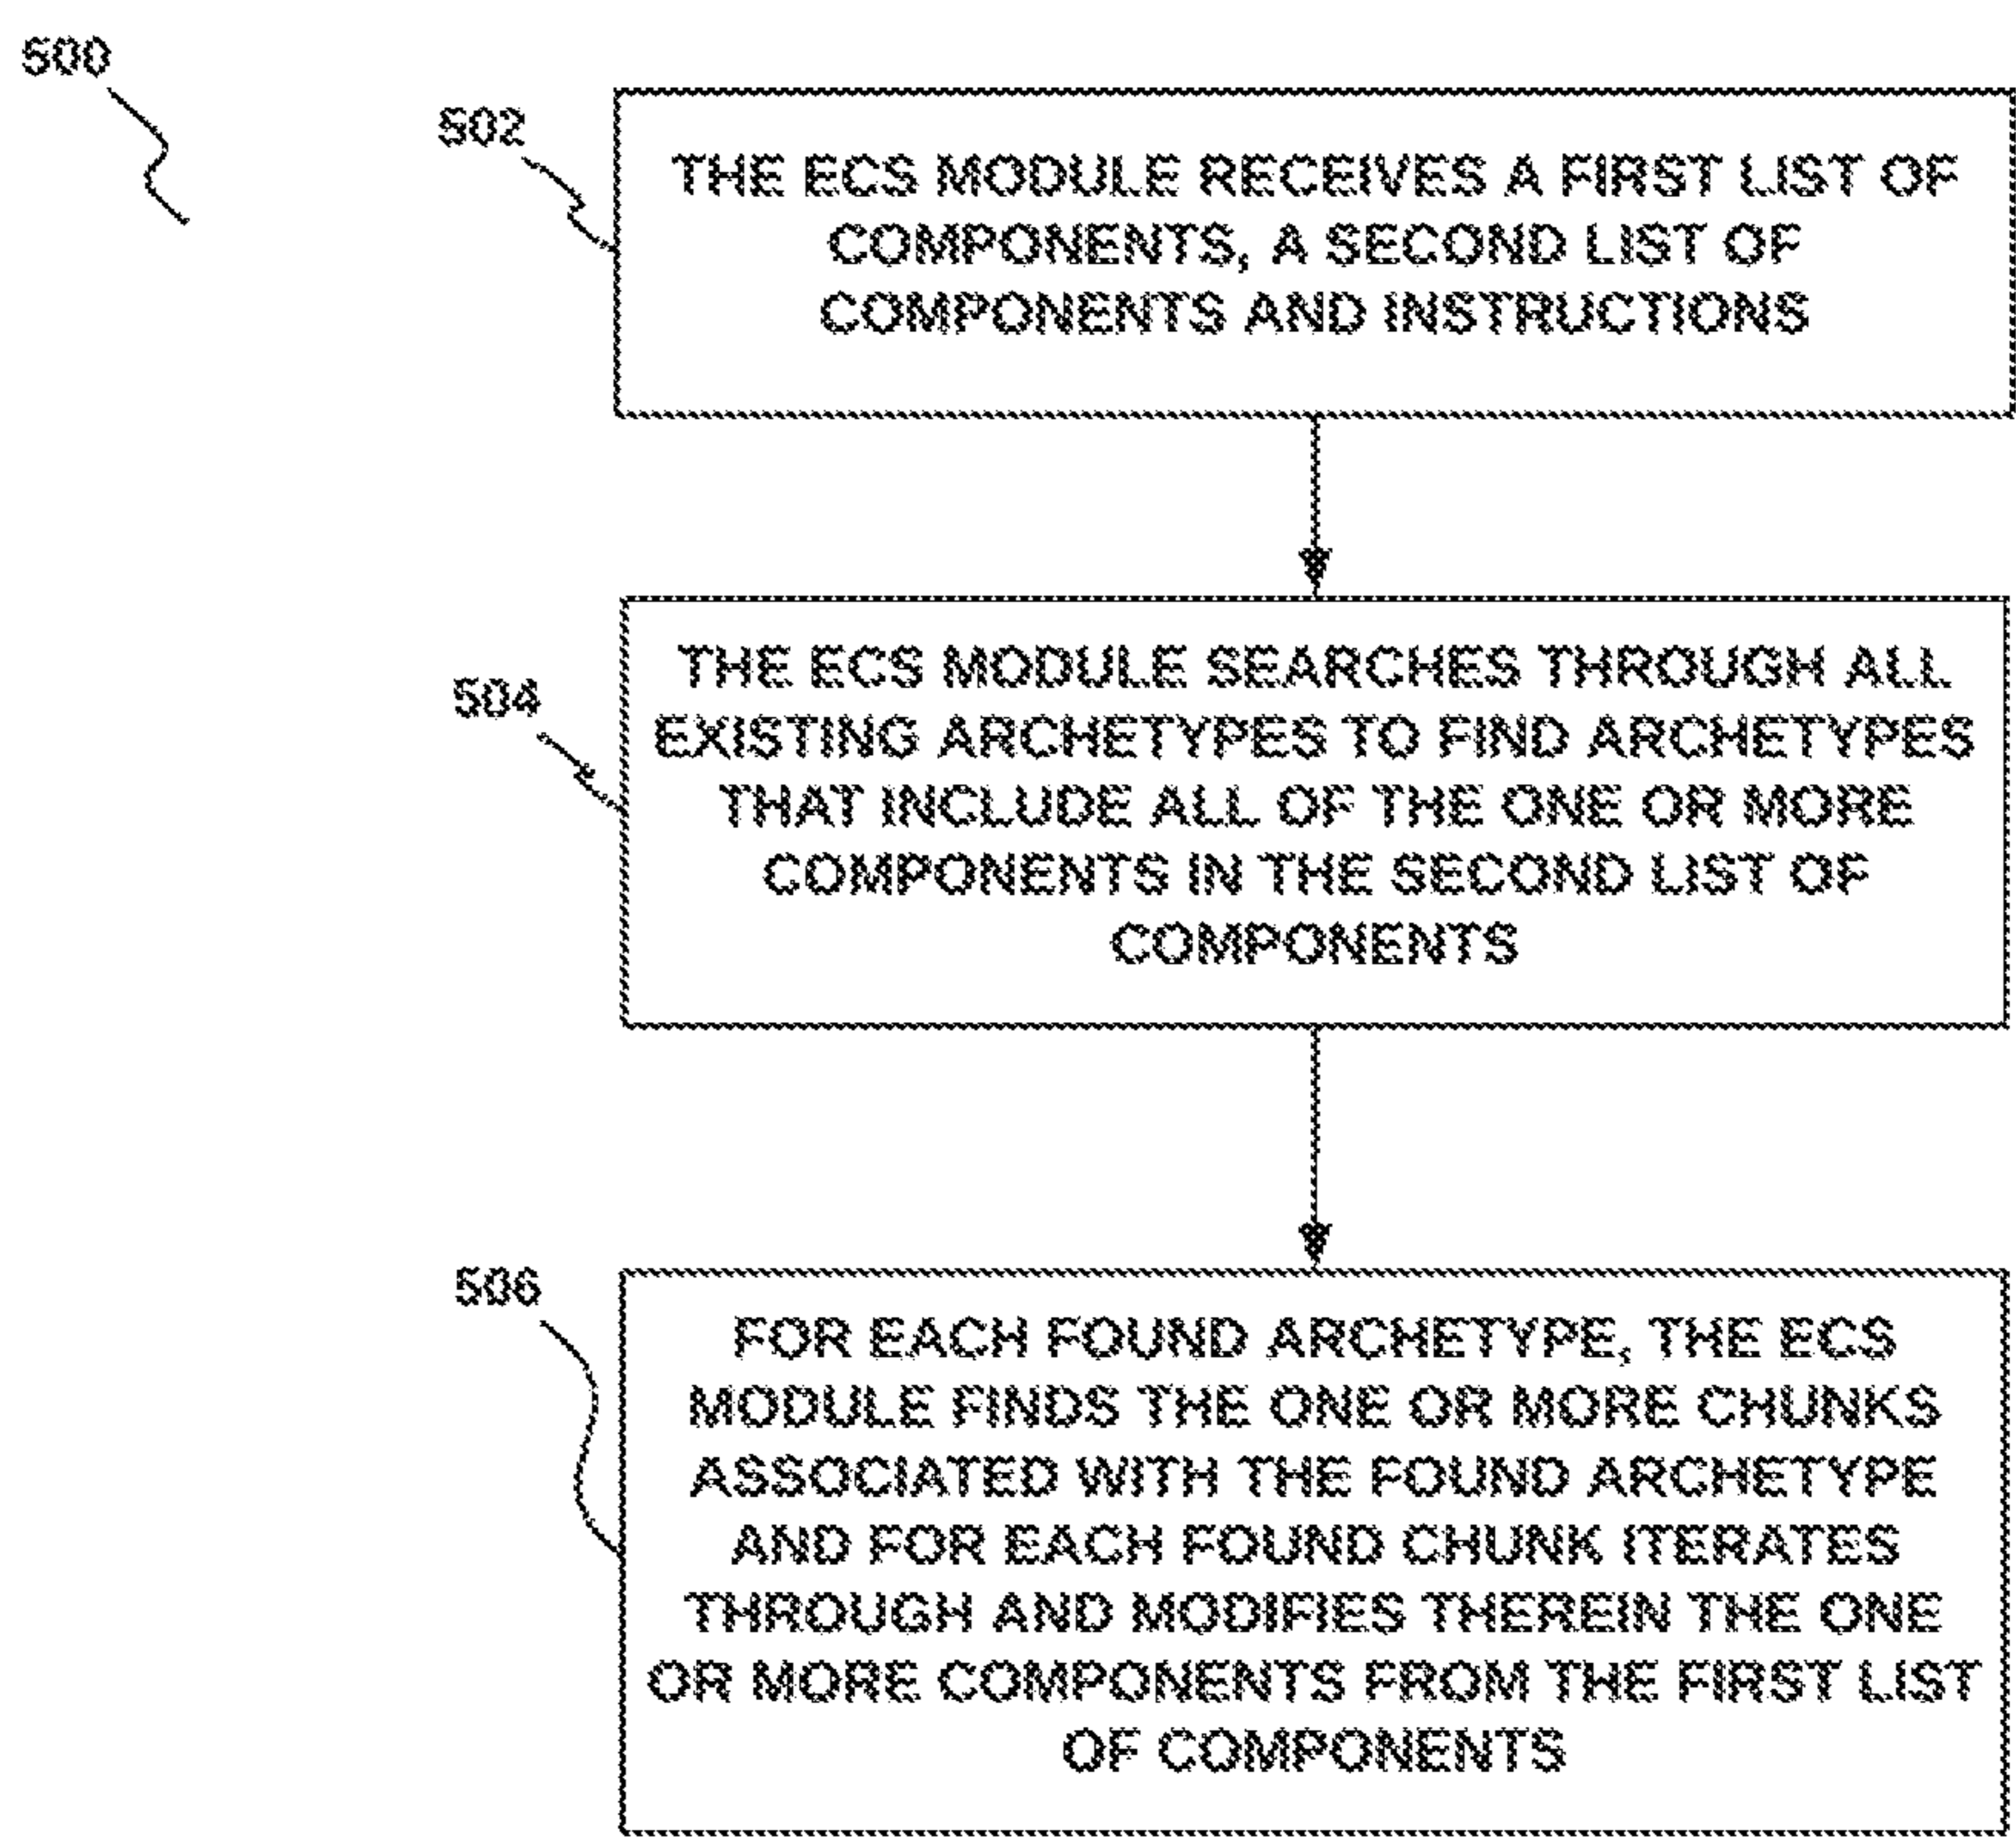 500
502
THE ECS MODULE RECEIVES A FIRST LIST OF
COMPONENTS, A SECOND LIST OF
COMPONENTS AND INSTRUCTIONS
504
THE ECS MODULE SEARCHES THROUGH ALL
EXISTING ARCHETYPES TO FIND ARCHETYPES
THAT INCLUDE ALL OF THE ONE OR MORE
COMPONENTS IN THE SECOND LIST OF
COMPONENTS
506
FOR EACH FOUND ARCHETYPE, THE ECS
MODULE FINDS THE ONE OR MORE CHUNKS
ASSOCIATED WITH THE FOUND ARCHETYPE
AND FOR EACH FOUND CHUNK ITERATES
THROUGH AND MODIFIES THEREIN THE ONE
OR MORE COMPONENTS FROM THE FIRST LIST
OF COMPONENTS